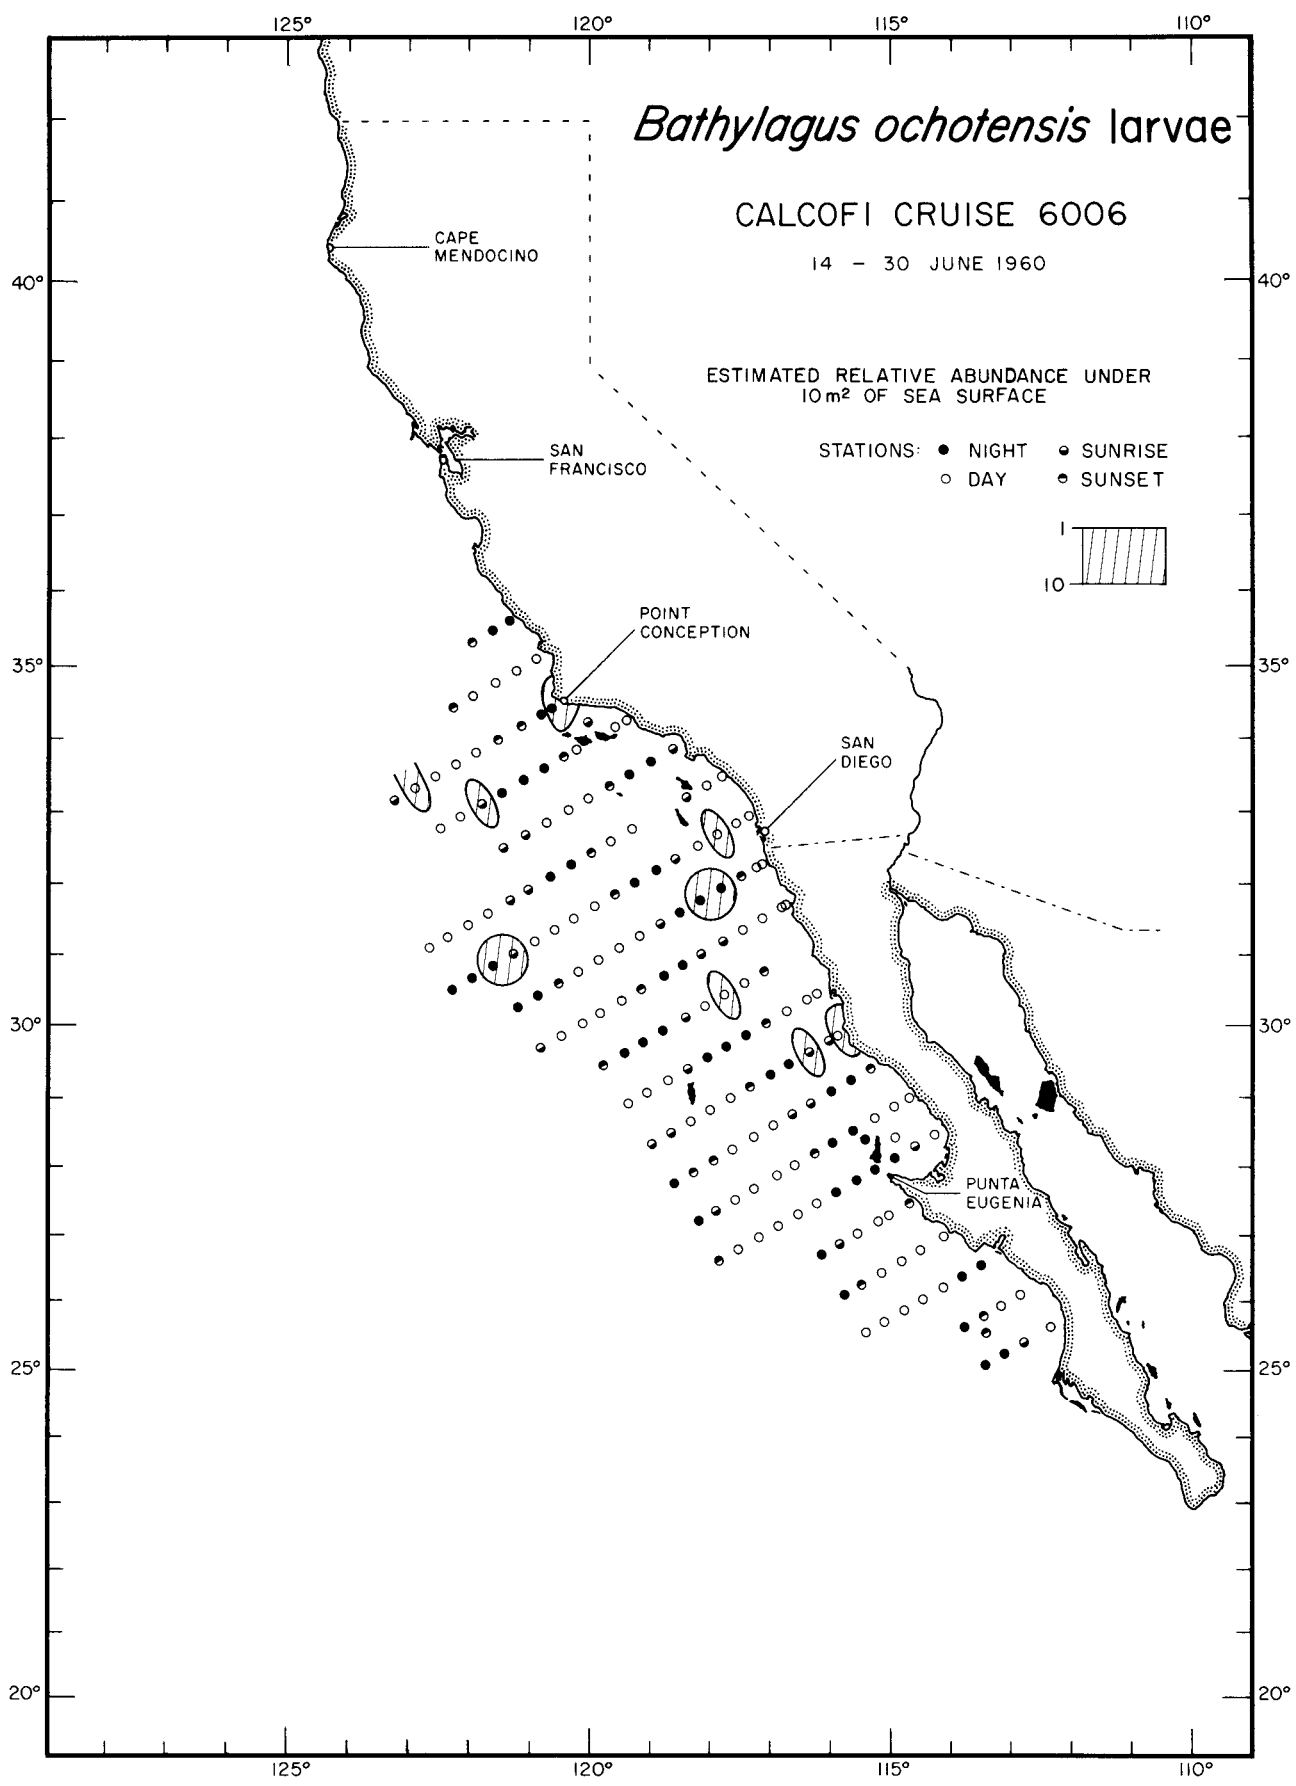 125° 120° 115° 110°
Bathylagus ochotensis larvae
CALCOFI CRUISE 6006
14 – 30 JUNE 1960
CAPE
MENDOCINO
40° 40°
ESTIMATED RELATIVE ABUNDANCE UNDER
10 m² OF SEA SURFACE
STATIONS: NIGHT SUNRISE
DAY SUNSET
SAN
FRANCISCO
1
10
POINT
CONCEPTION
35° 35°
SAN
DIEGO
30° 30°
PUNTA
EUGENIA
25° 25°
20° 20°
125° 120° 115° 110°